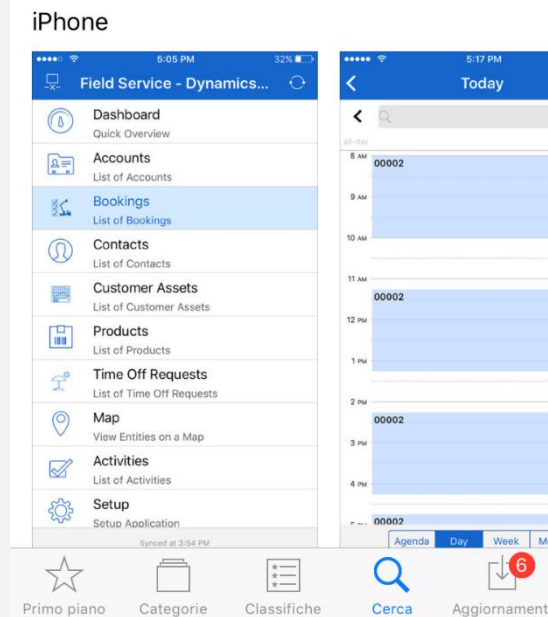 iPhone
5:05 PM
32%
Field Service - Dynamics...
Dashboard
Quick Overview
Accounts
List of Accounts
Bookings
List of Bookings
Contacts
List of Contacts
Customer Assets
List of Customer Assets
Products
List of Products
Time Off Requests
List of Time Off Requests
Map
View Entities on a Map
Activities
List of Activities
Setup
Setup Application
Synced at 3:54 PM
5:17 PM
Today
all-day
8 AM
00002
9 AM
10 AM
11 AM
00002
12 PM
1 PM
2 PM
00002
3 PM
4 PM
5 PM
00002
Agenda Day Week M
6
Primo piano Categorie Classifiche Cerca Aggiornament